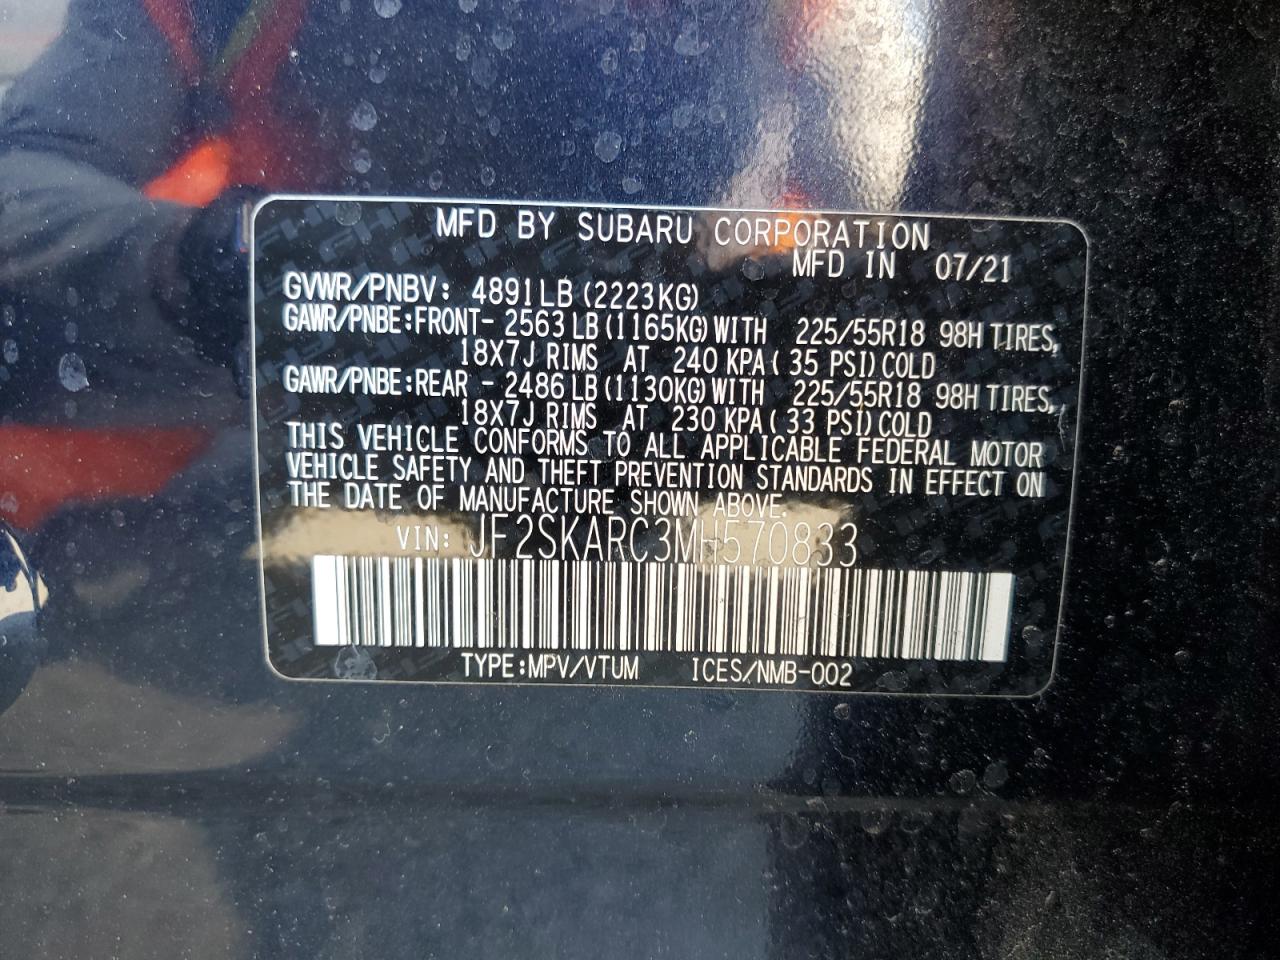 MFD BY SUBARU CORPORATION
MFD IN 07/21
GVWR/PNBV: 4891LB(2223KG)
GAWR/PNBE:FRONT- 2563LB(1165KG)WITH 225/55R18 98H TIRES,
18X7J RIMS AT 240 KPA(35 PSI)COLD
GAWR/PNBE:REAR - 2486LB(1130KG)WITH 225/55R18 98H TIRES,
18X7J RIMS AT 230 KPA(33 PSI)COLD
THIS VEHICLE CONFORMS TO ALL APPLICABLE FEDERAL MOTOR
VEHICLE SAFETY AND THEFT PREVENTION STANDARDS IN EFFECT ON
THE DATE OF MANUFACTURE SHOWN ABOVE.
VIN: JF2SKARC3MH570833
TYPE:MPV/VTUM ICES/NMB-002